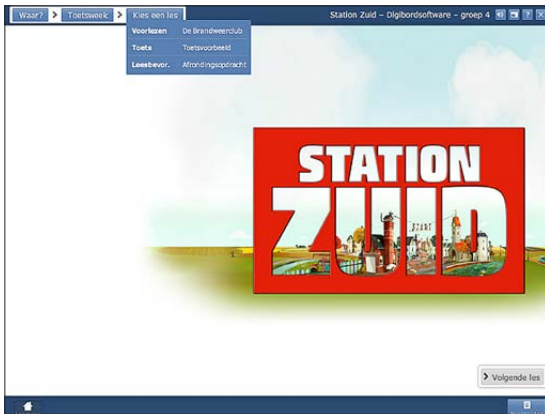 Waar? > Toetsweek > Kies een les
Station Zuid – Digibordsoftware – groep 4
Voorlezen De Brandweerclub
Toets Toetsvoorbeeld
Leesbevor. Afrondingsopdracht
STATION
ZUID
START
> Volgende les